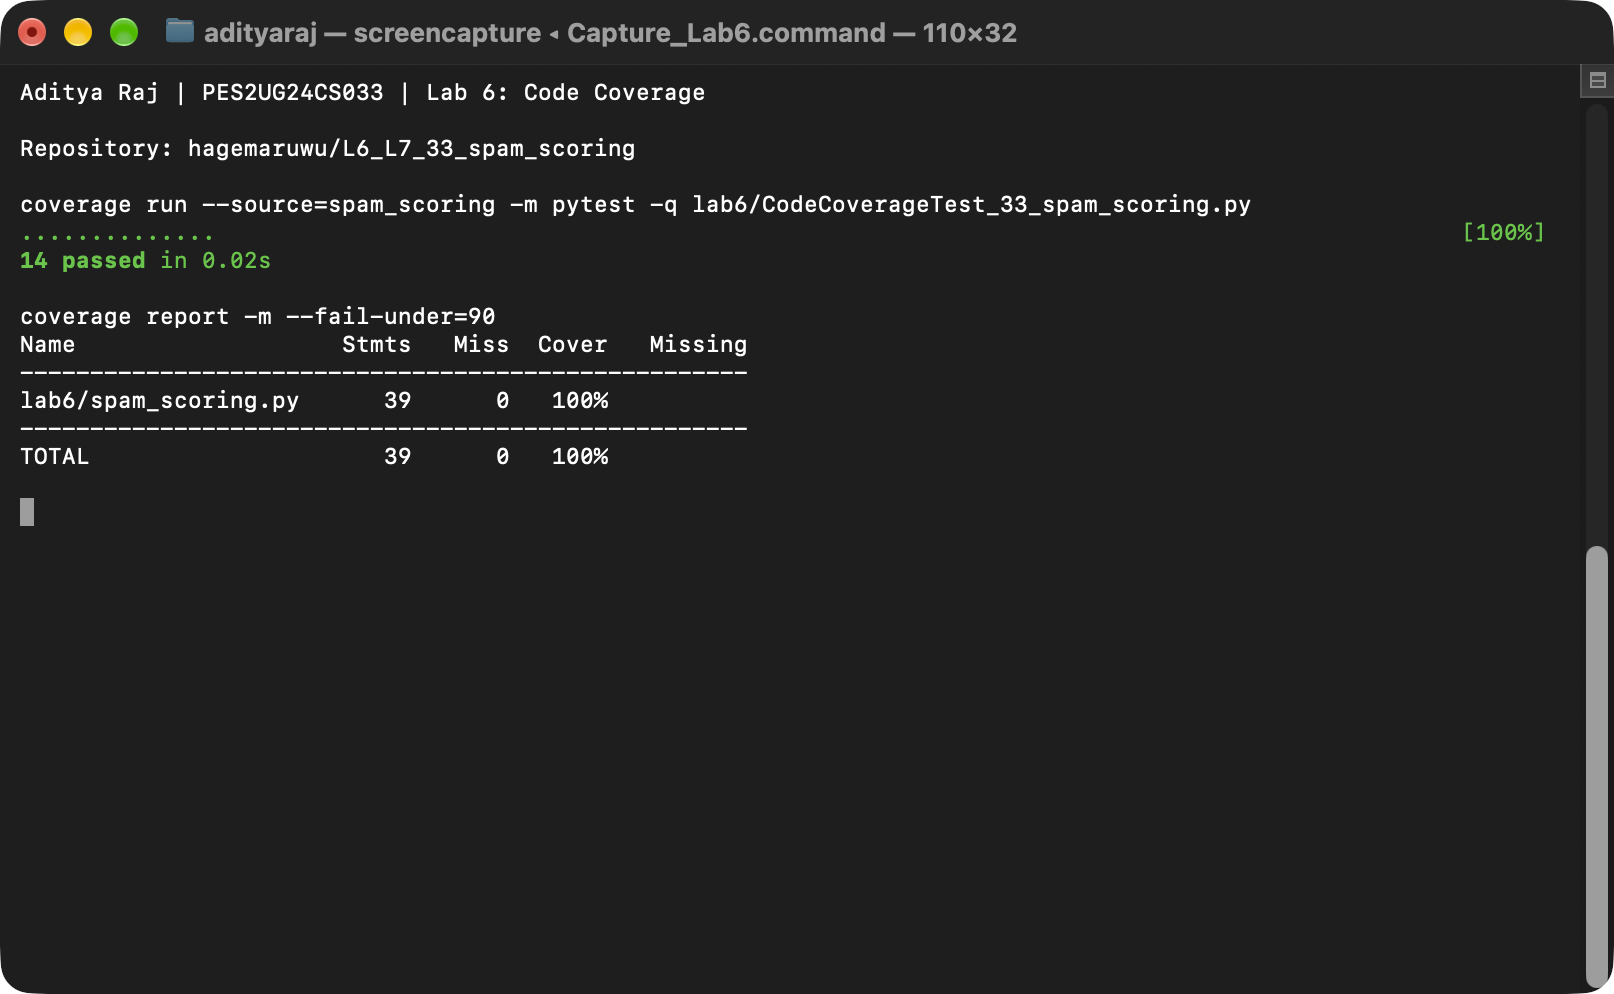 adityaraj — screencapture ◂ Capture_Lab6.command — 110×32
Aditya Raj | PES2UG24CS033 | Lab 6: Code Coverage
Repository: hagemaruwu/L6_L7_33_spam_scoring
coverage run --source=spam_scoring -m pytest -q lab6/CodeCoverageTest_33_spam_scoring.py
.............. [100%]
14 passed in 0.02s
coverage report -m --fail-under=90
Name Stmts Miss Cover Missing
----------------------------------------------------
lab6/spam_scoring.py 39 0 100%
----------------------------------------------------
TOTAL 39 0 100%